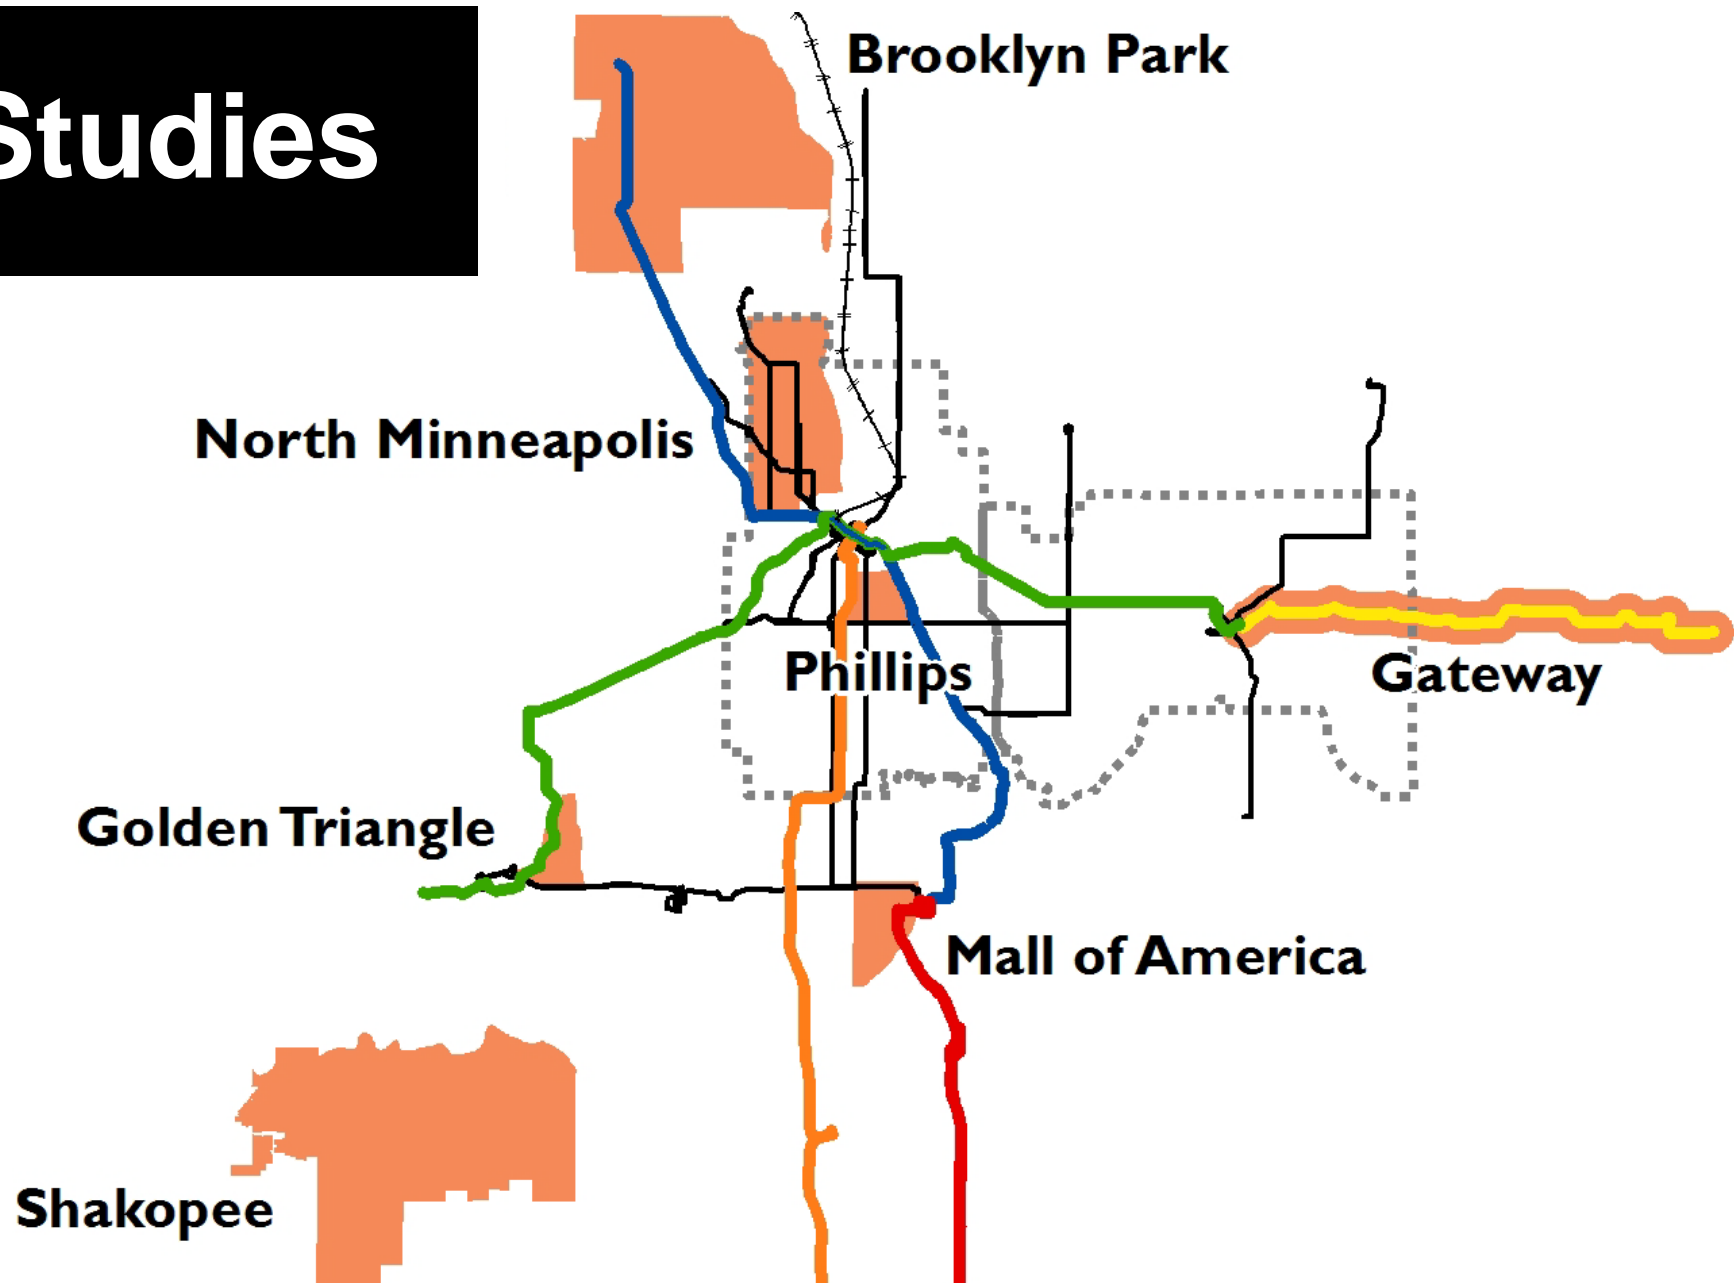 Studies
Brooklyn Park
North Minneapolis
Phillips
Gateway
Golden Triangle
Mall of America
Shakopee